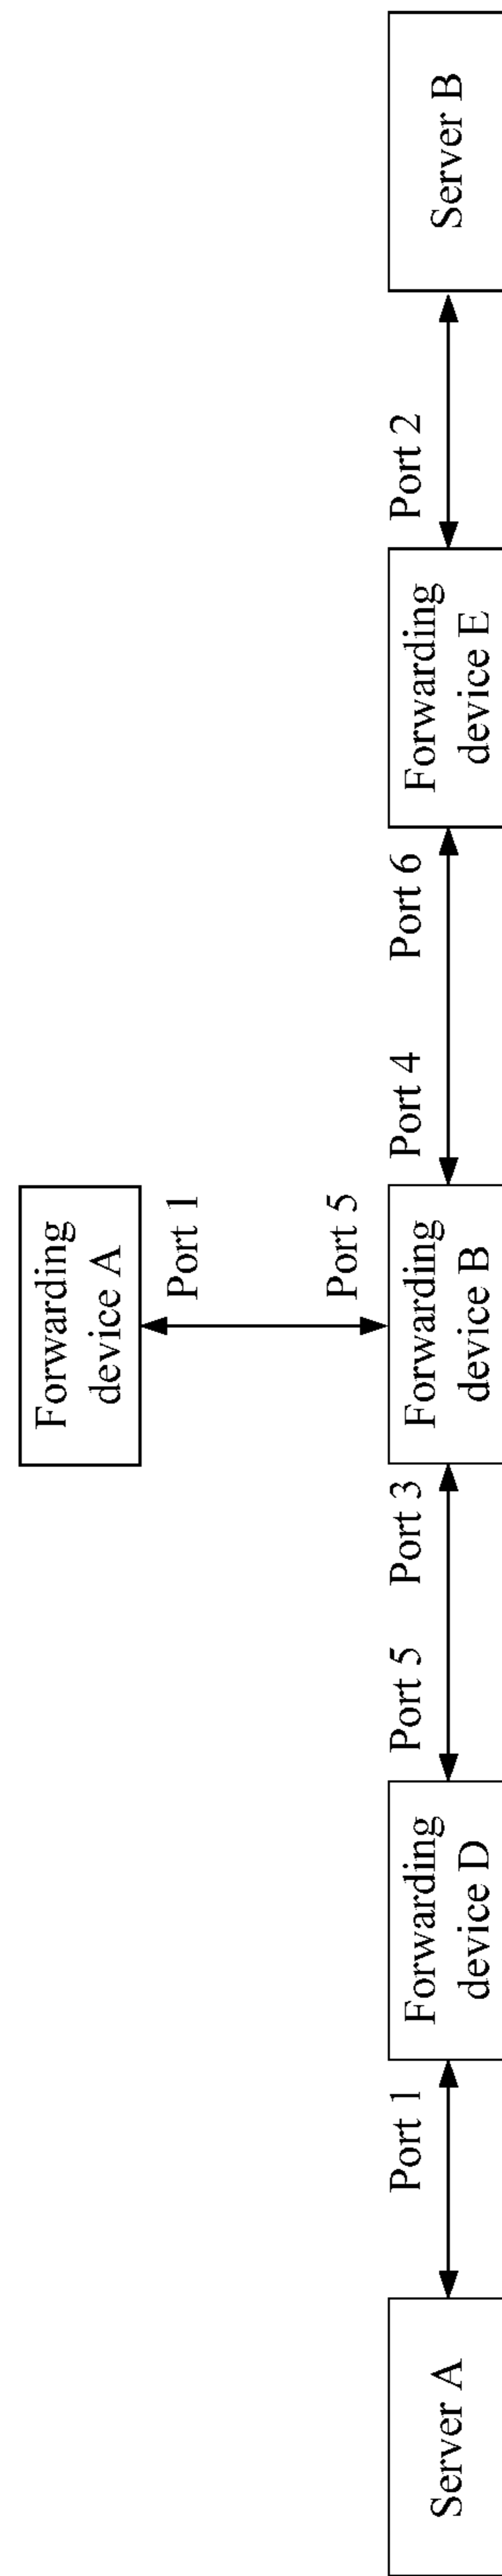 Forwarding
device A
Port 1
Port 5
Server A
Port 1
Forwarding
device D
Port 5
Port 3
Forwarding
device B
Port 4
Port 6
Forwarding
device E
Port 2
Server B